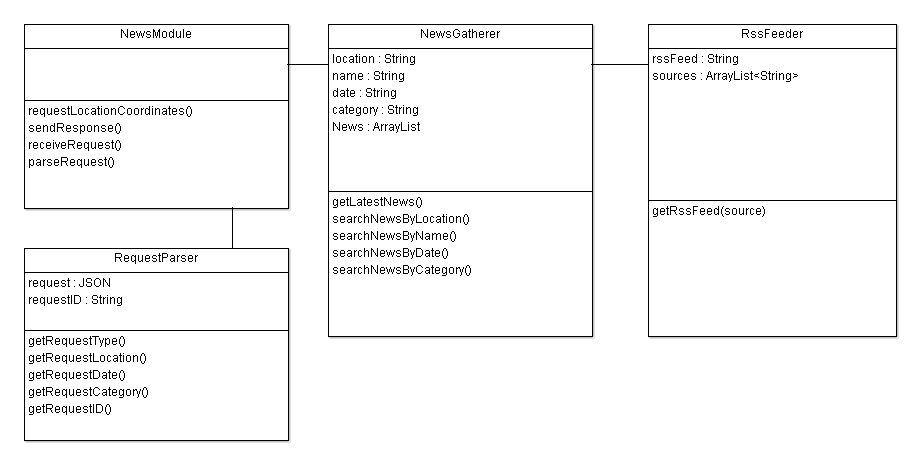 NewsModule
requestLocationCoordinates()
sendResponse()
receiveRequest()
parseRequest()
NewsGatherer
location : String
name : String
date : String
category : String
News : ArrayList
getLatestNews()
searchNewsByLocation()
searchNewsByName()
searchNewsByDate()
searchNewsByCategory()
RssFeeder
rssFeed : String
sources : ArrayList<String>
getRssFeed(source)
RequestParser
request : JSON
requestID : String
getRequestType()
getRequestLocation()
getRequestDate()
getRequestCategory()
getRequestID()